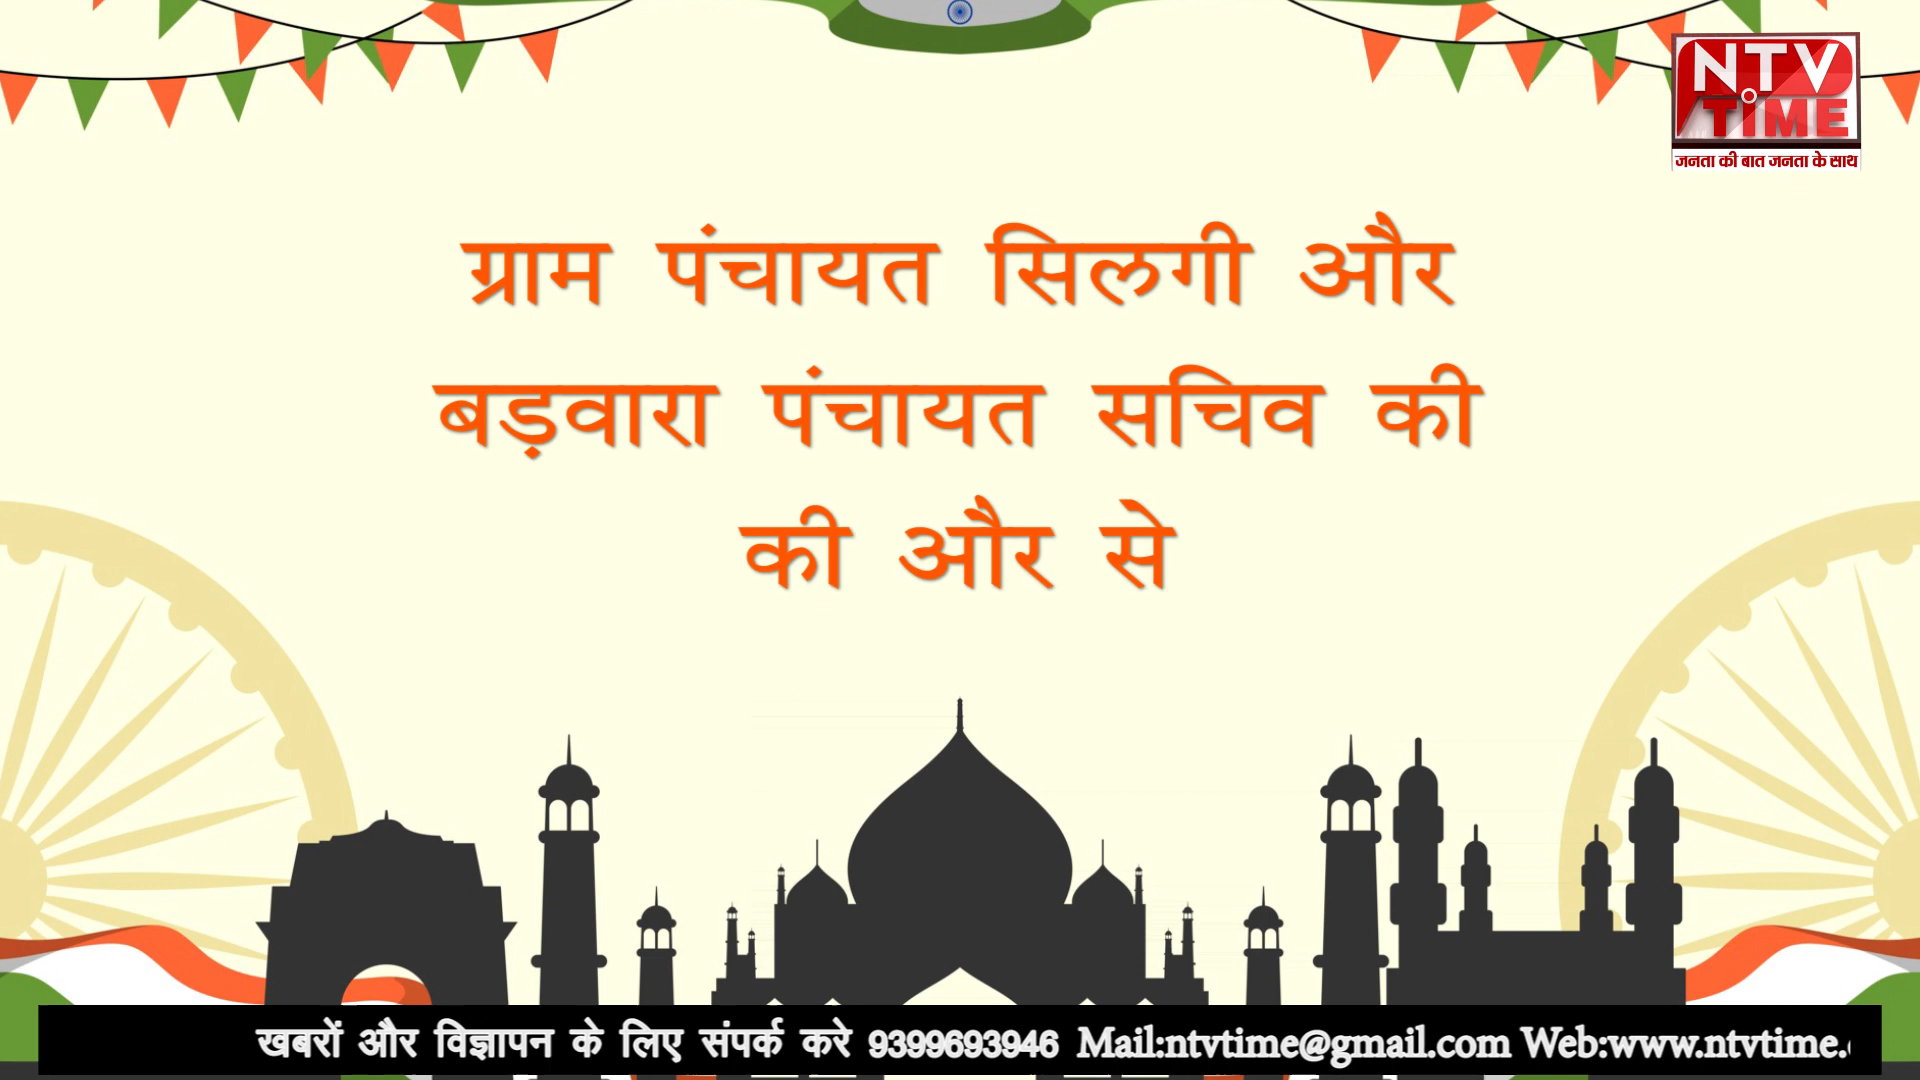 NTV
TiME
जनता की बात जनता के साथ
ग्राम पंचायत सिलगी और
बड़वारा पंचायत सचिव की
की और से
खबरों और विज्ञापन के लिए संपर्क करे 9399693946 Mail:ntvtime@gmail.com Web:www.ntvtime.